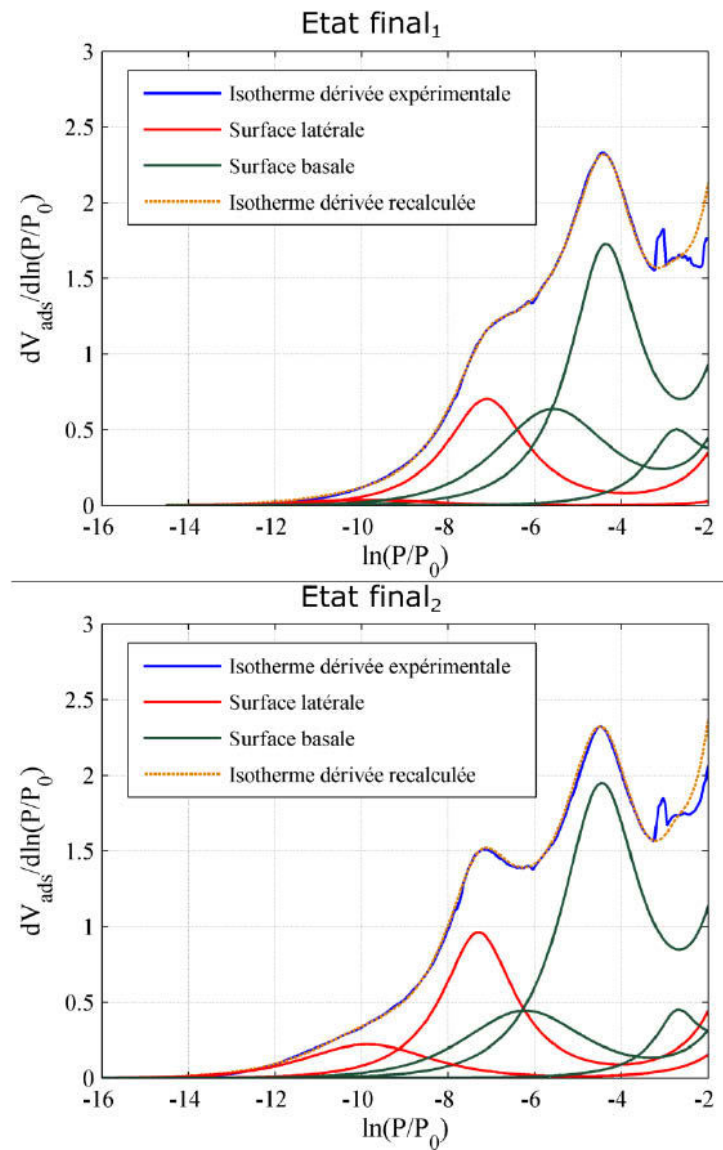 Etat final₁
3
2.5
2
1.5
1
0.5
0
dV_ads/dln(P/P₀)
Isotherme dérivée expérimentale
Surface latérale
Surface basale
Isotherme dérivée recalculée
-16 -14 -12 -10 -8 -6 -4 -2
ln(P/P₀)
Etat final₂
3
2.5
2
1.5
1
0.5
0
dV_ads/dln(P/P₀)
Isotherme dérivée expérimentale
Surface latérale
Surface basale
Isotherme dérivée recalculée
-16 -14 -12 -10 -8 -6 -4 -2
ln(P/P₀)